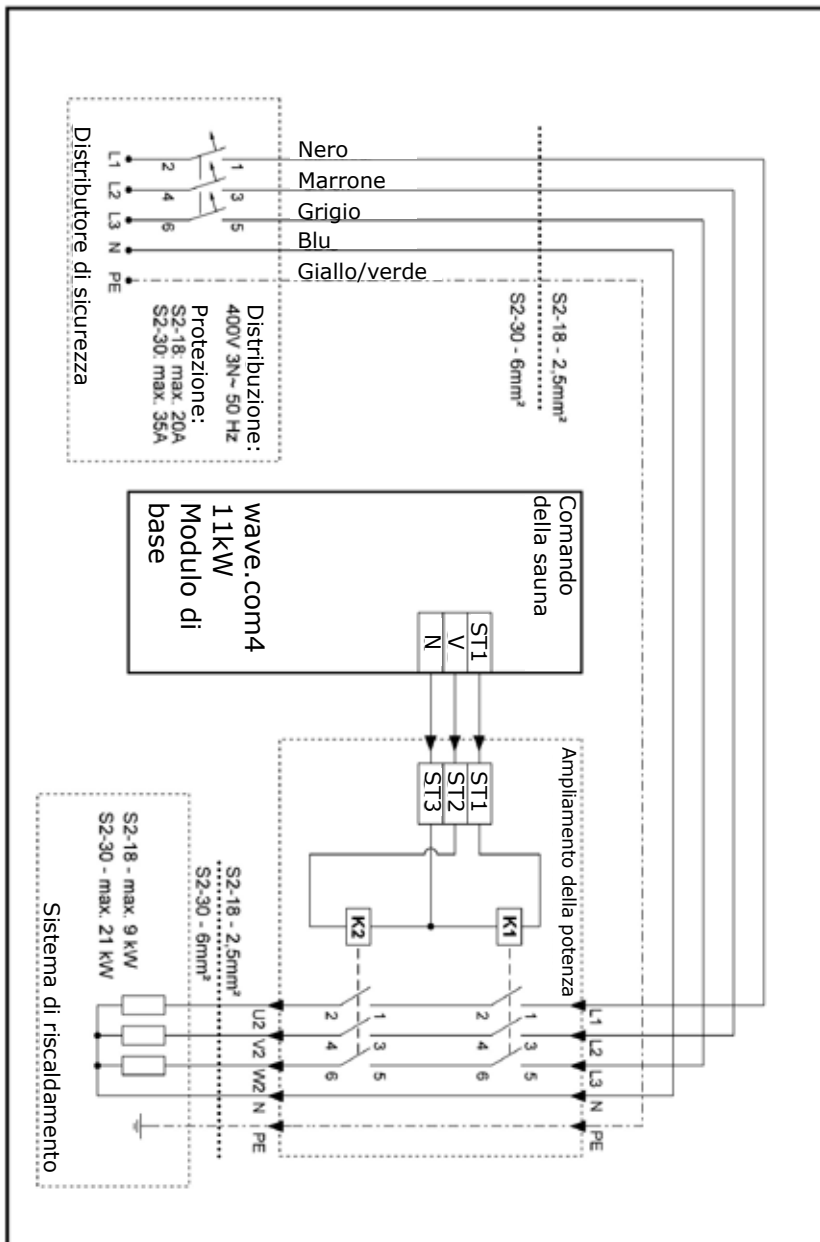 Nero
Marrone
Grigio
Blu
Giallo/verde
L1
L2
L3
N
PE
2
4
6
1
3
5
Distributore di sicurezza
Distribuzione:
400V 3N~ 50 Hz
Protezione:
S2-18: max. 20A
S2-30: max. 35A
S2-18 - 2,5mm²
S2-30 - 6mm²
Comando
della sauna
wave.com4
11kW
Modulo di
base
ST1
V
N
Ampliamento della potenza
ST1
ST2
ST3
K1
K2
L1
L2
L3
N
PE
1
3
5
2
4
6
1
3
5
2
4
6
U2
V2
W2
N
PE
S2-18 - 2,5mm²
S2-30 - 6mm²
S2-18 - max. 9 kW
S2-30 - max. 21 kW
Sistema di riscaldamento